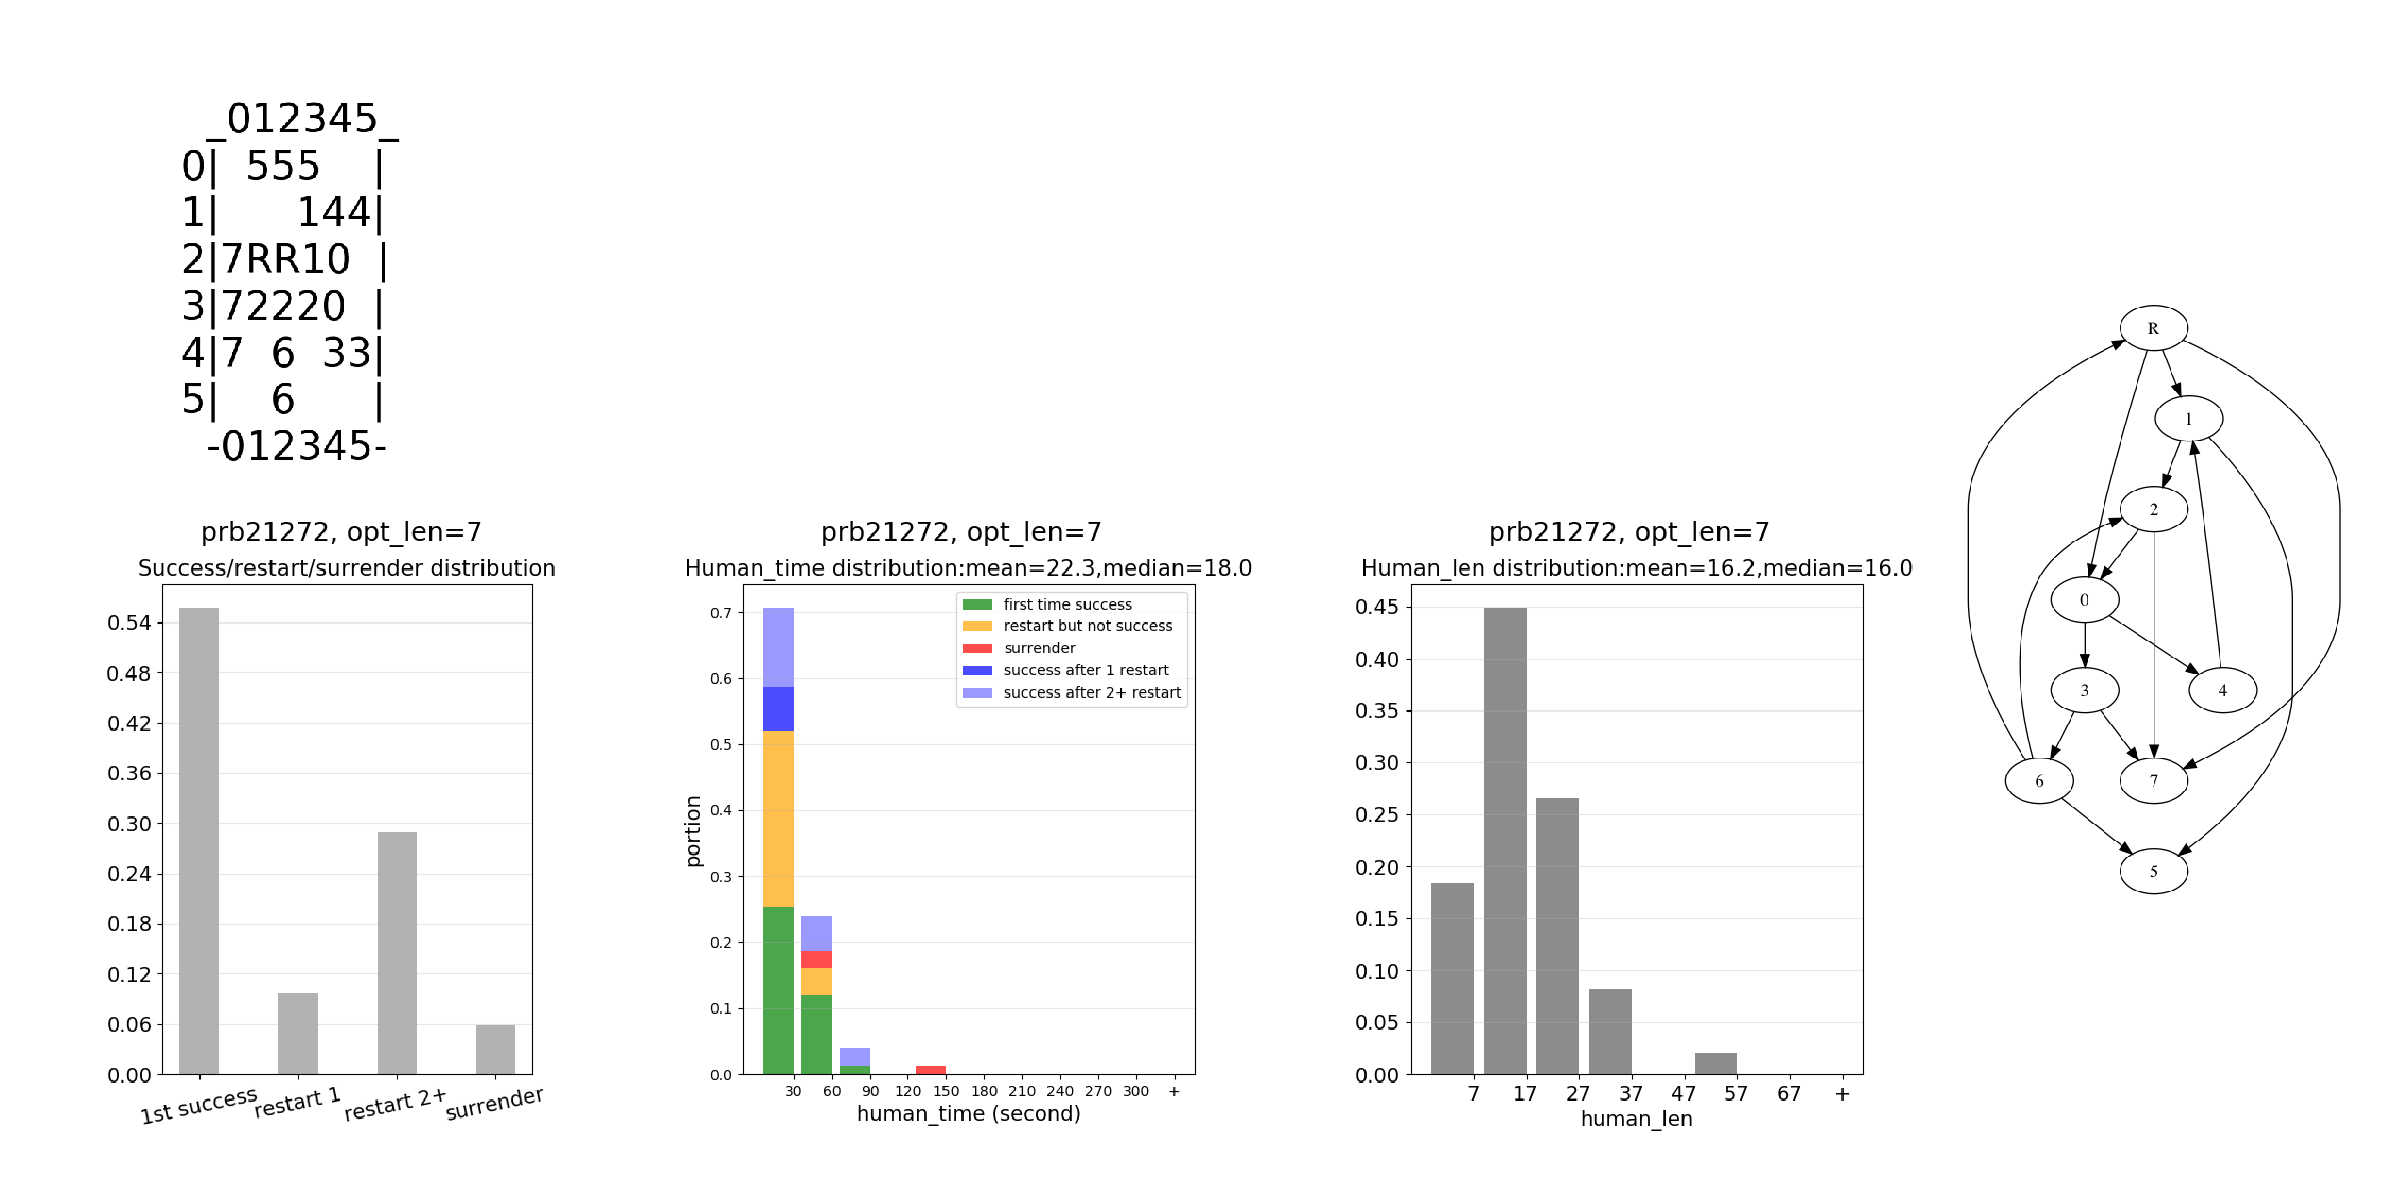 _012345_
0| 555   |
1|   144|
2|7RR10 |
3|72220 |
4|7 6 33|
5|  6   |
-012345-
prb21272, opt_len=7
Success/restart/surrender distribution
0.54
0.48
0.42
0.36
0.30
0.24
0.18
0.12
0.06
0.00
1st success restart 1 restart 2+ surrender
prb21272, opt_len=7
Human_time distribution:mean=22.3,median=18.0
first time success
restart but not success
surrender
success after 1 restart
success after 2+ restart
portion
0.7
0.6
0.5
0.4
0.3
0.2
0.1
0.0
30 60 90 120 150 180 210 240 270 300 +
human_time (second)
prb21272, opt_len=7
Human_len distribution:mean=16.2,median=16.0
0.45
0.40
0.35
0.30
0.25
0.20
0.15
0.10
0.05
0.00
7 17 27 37 47 57 67 +
human_len
R
1
2
0
3 4
6 7
5